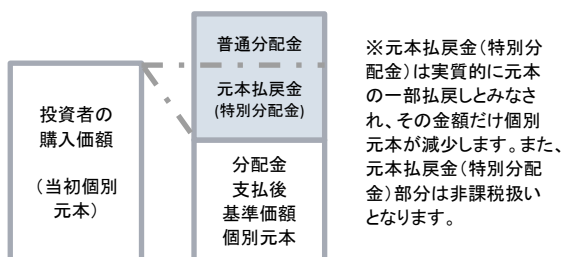 投資者の
購入価額
(当初個別
元本)
普通分配金
元本払戻金
(特別分配金)
分配金
支払後
基準価額
個別元本
※元本払戻金(特別分
配金)は実質的に元本
の一部払戻しとみなさ
れ、その金額だけ個別
元本が減少します。また、
元本払戻金(特別分配
金)部分は非課税扱い
となります。